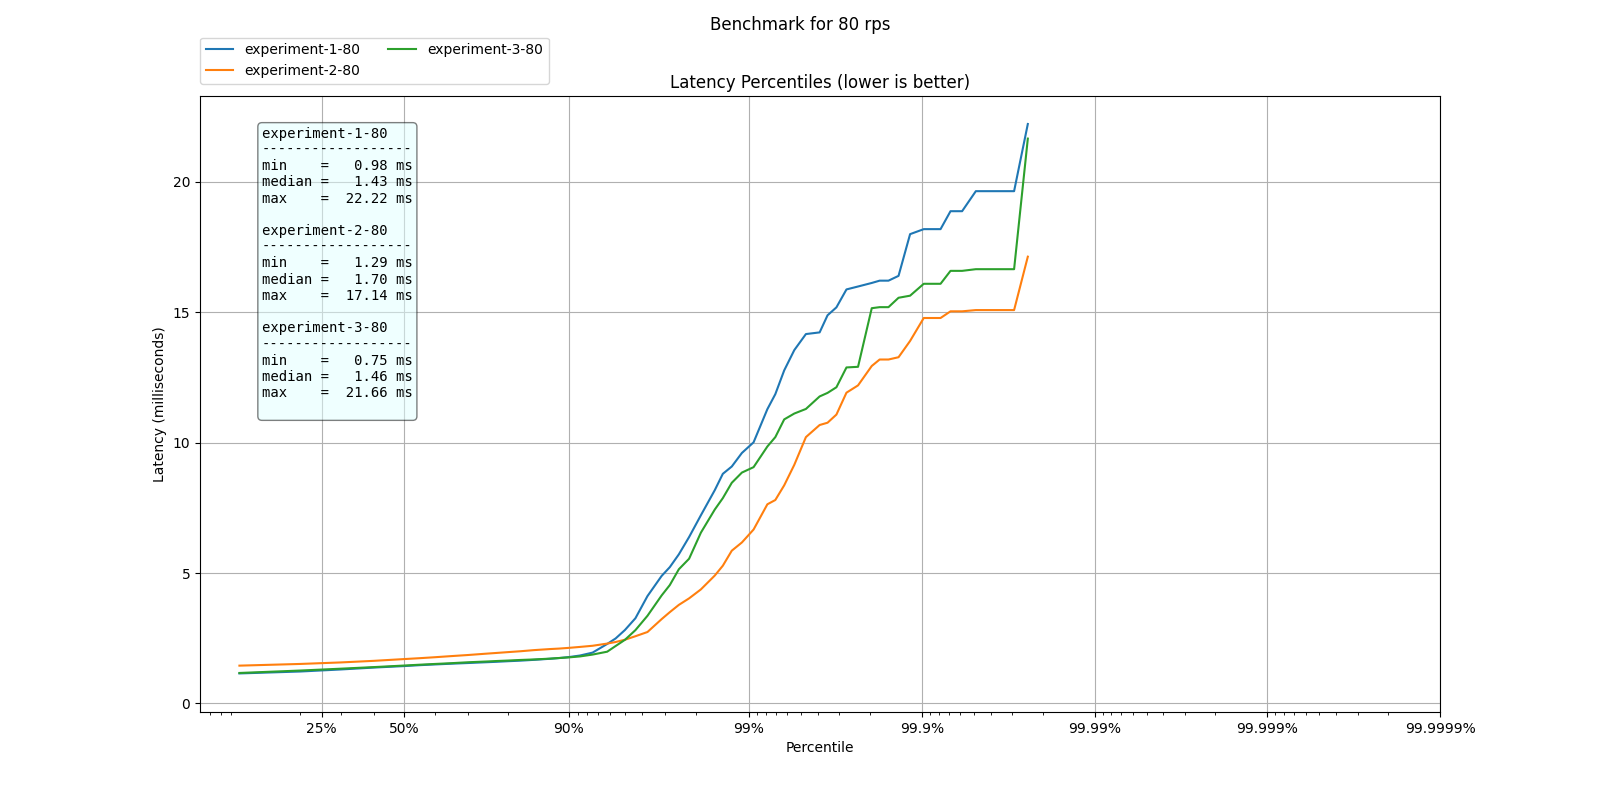 Benchmark for 80 rps
experiment-1-80
experiment-2-80
experiment-3-80
Latency Percentiles (lower is better)
experiment-1-80
------------------
min    =   0.98 ms
median =   1.43 ms
max    =  22.22 ms
experiment-2-80
------------------
min    =   1.29 ms
median =   1.70 ms
max    =  17.14 ms
experiment-3-80
------------------
min    =   0.75 ms
median =   1.46 ms
max    =  21.66 ms
Latency (milliseconds)
20
15
10
5
0
25%
50%
90%
99%
99.9%
99.99%
99.999%
99.9999%
Percentile